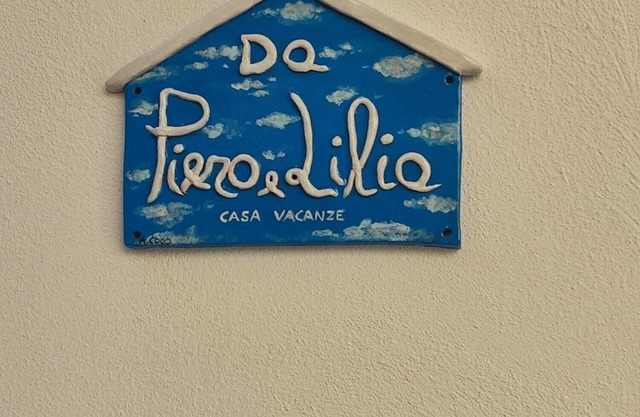 Da
Piero e Lilia
CASA VACANZE